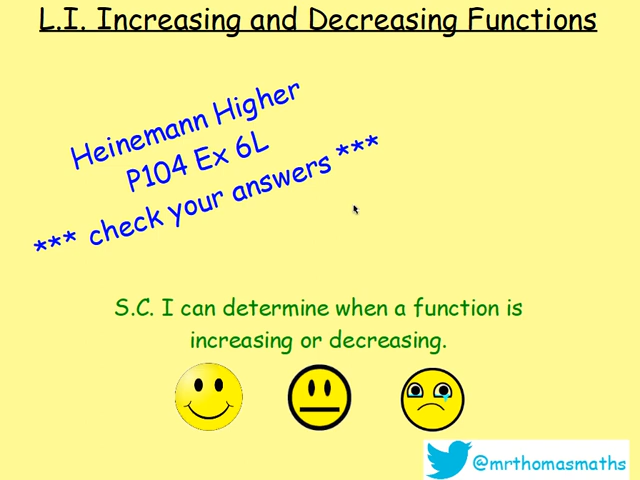 L.I. Increasing and Decreasing Functions
Heinemann Higher
P104 Ex 6L
*** check your answers ***
S.C. I can determine when a function is
increasing or decreasing.
@mrthomasmaths